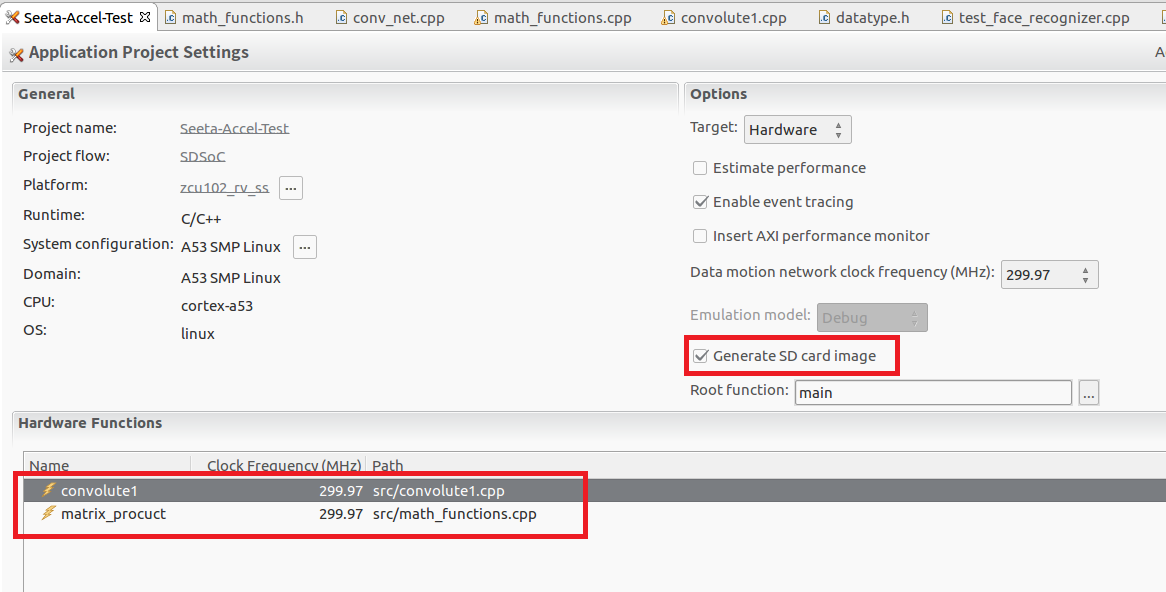 Seeta-Accel-Test math_functions.h conv_net.cpp math_functions.cpp convolute1.cpp datatype.h test_face_recognizer.cpp
Application Project Settings A
General
Project name: Seeta-Accel-Test
Project flow: SDSoC
Platform: zcu102_rv_ss ...
Runtime: C/C++
System configuration: A53 SMP Linux ...
Domain: A53 SMP Linux
CPU: cortex-a53
OS: linux
Options
Target: Hardware
Estimate performance
Enable event tracing
Insert AXI performance monitor
Data motion network clock frequency (MHz): 299.97
Emulation model: Debug
Generate SD card image
Root function: main ...
Hardware Functions
Name Clock Frequency (MHz) Path
convolute1 299.97 src/convolute1.cpp
matrix_procuct 299.97 src/math_functions.cpp